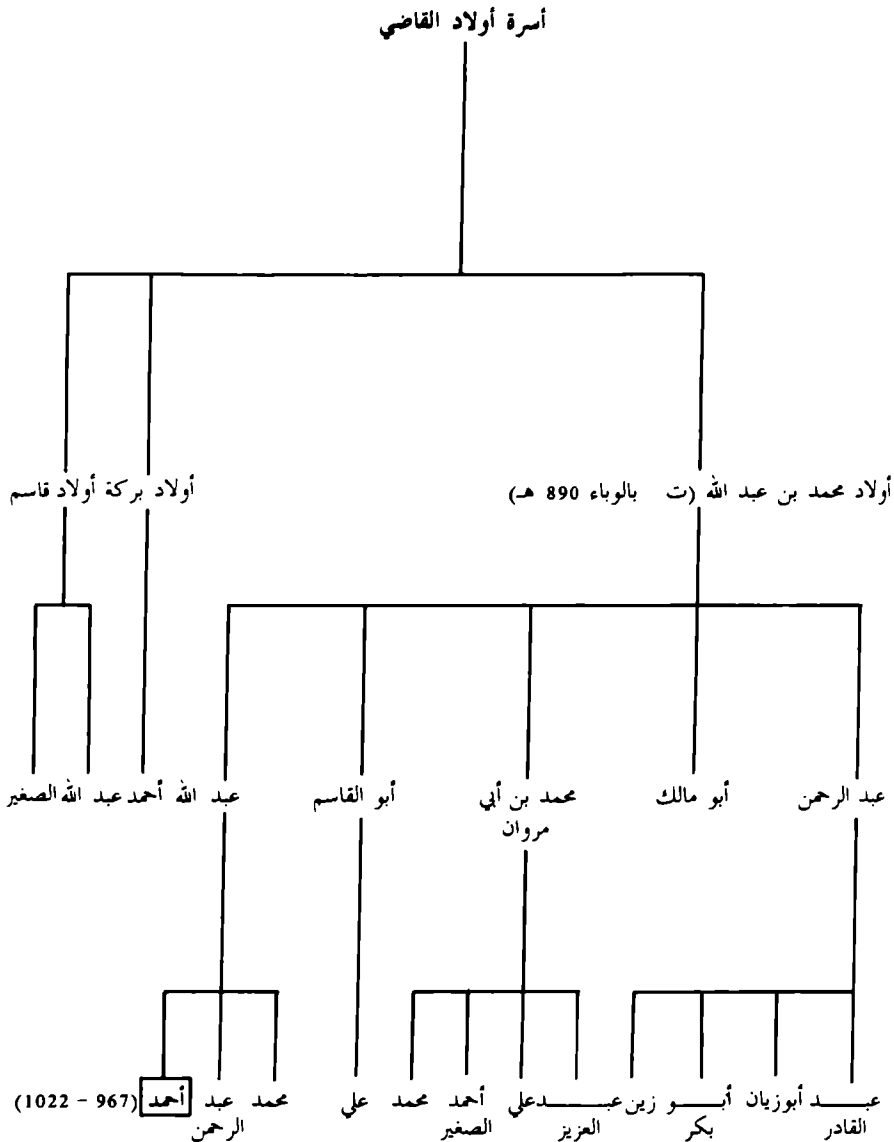 أسرة أولاد القاضي
أولاد محمد بن عبد الله (ت بالوباء 890 هـ) أولاد بركة أولاد قاسم
عبد الرحمن أبو مالك محمد بن أبي أبو القاسم عبد الله أحمد عبد الله الصغير
مروان
عبد أبوزيان أبو زين عبد علي أحمد محمد علي محمد عبد أحمد (967 - 1022)
القادر بكر العزيز الصغير الرحمن